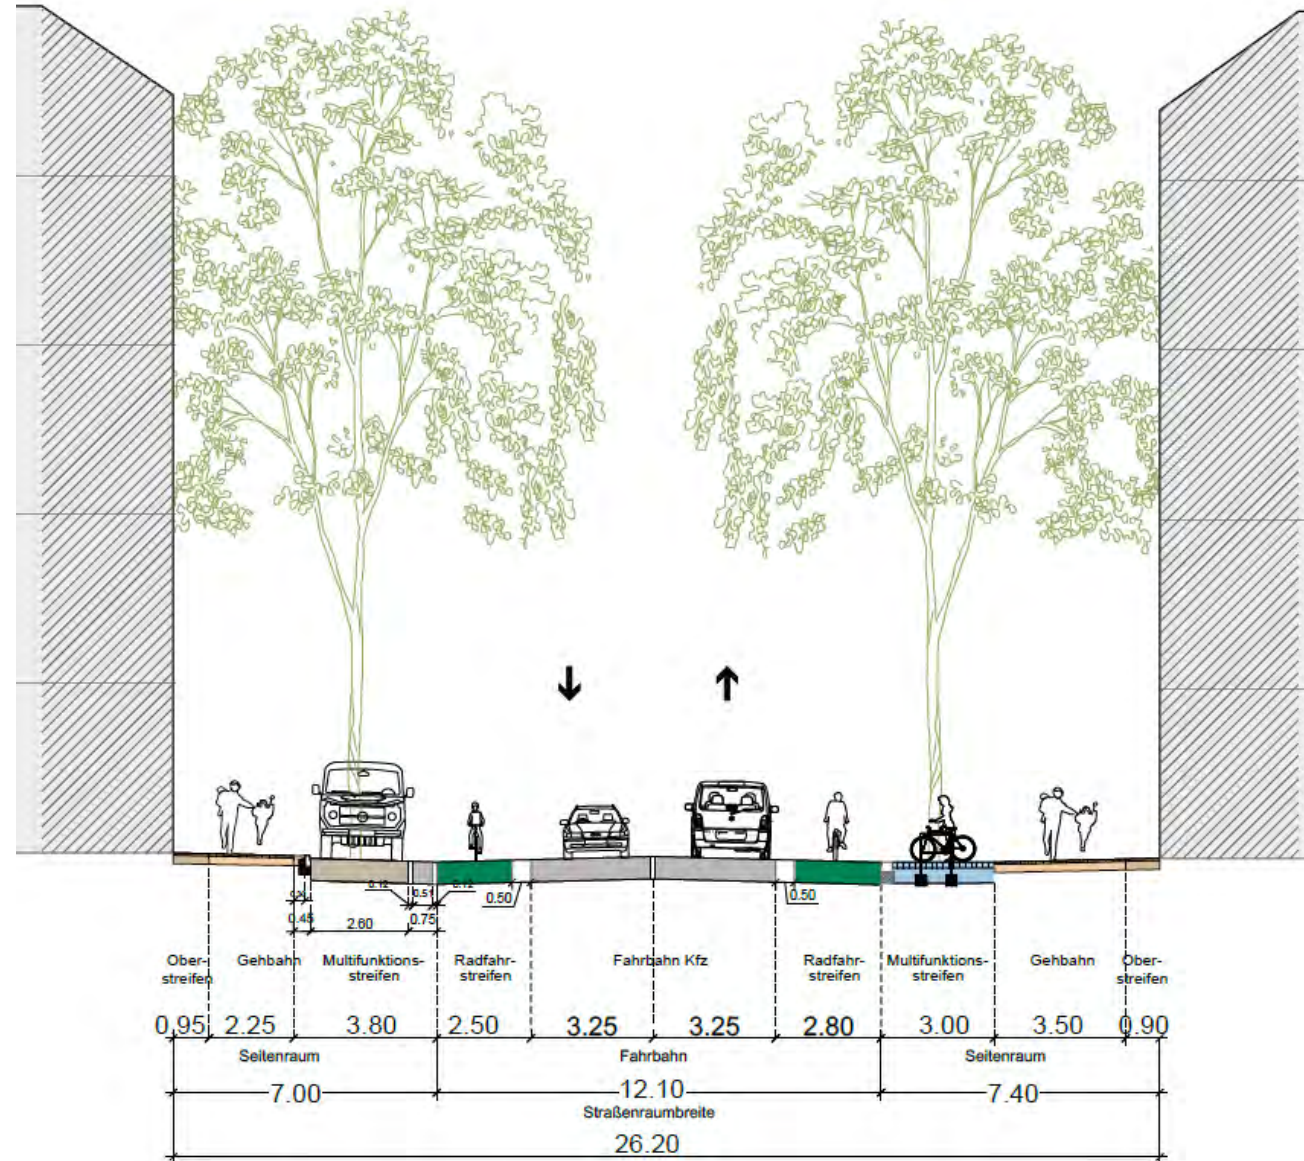 0.12
0.51
0.12
0.50
0.50
0.45
2.60
0.75
Ober-
streifen
Gehbahn
Multifunktions-
streifen
Radfahr-
streifen
Fahrbahn Kfz
Radfahr-
streifen
Multifunktions-
streifen
Gehbahn
Ober-
streifen
0.95
2.25
3.80
2.50
3.25
3.25
2.80
3.00
3.50
0.90
Seitenraum
Fahrbahn
Seitenraum
7.00
12.10
7.40
Straßenraumbreite
26.20